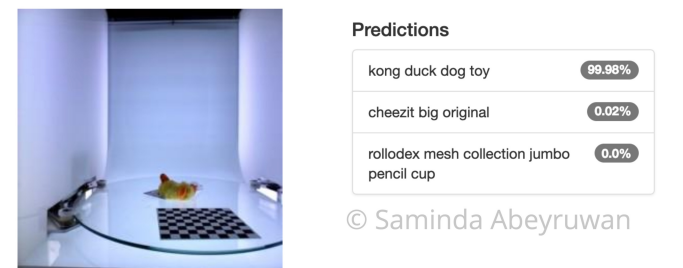 Predictions
kong duck dog toy 99.98%
cheezit big original 0.02%
rollodex mesh collection jumbo 0.0%
pencil cup
© Saminda Abeyruwan